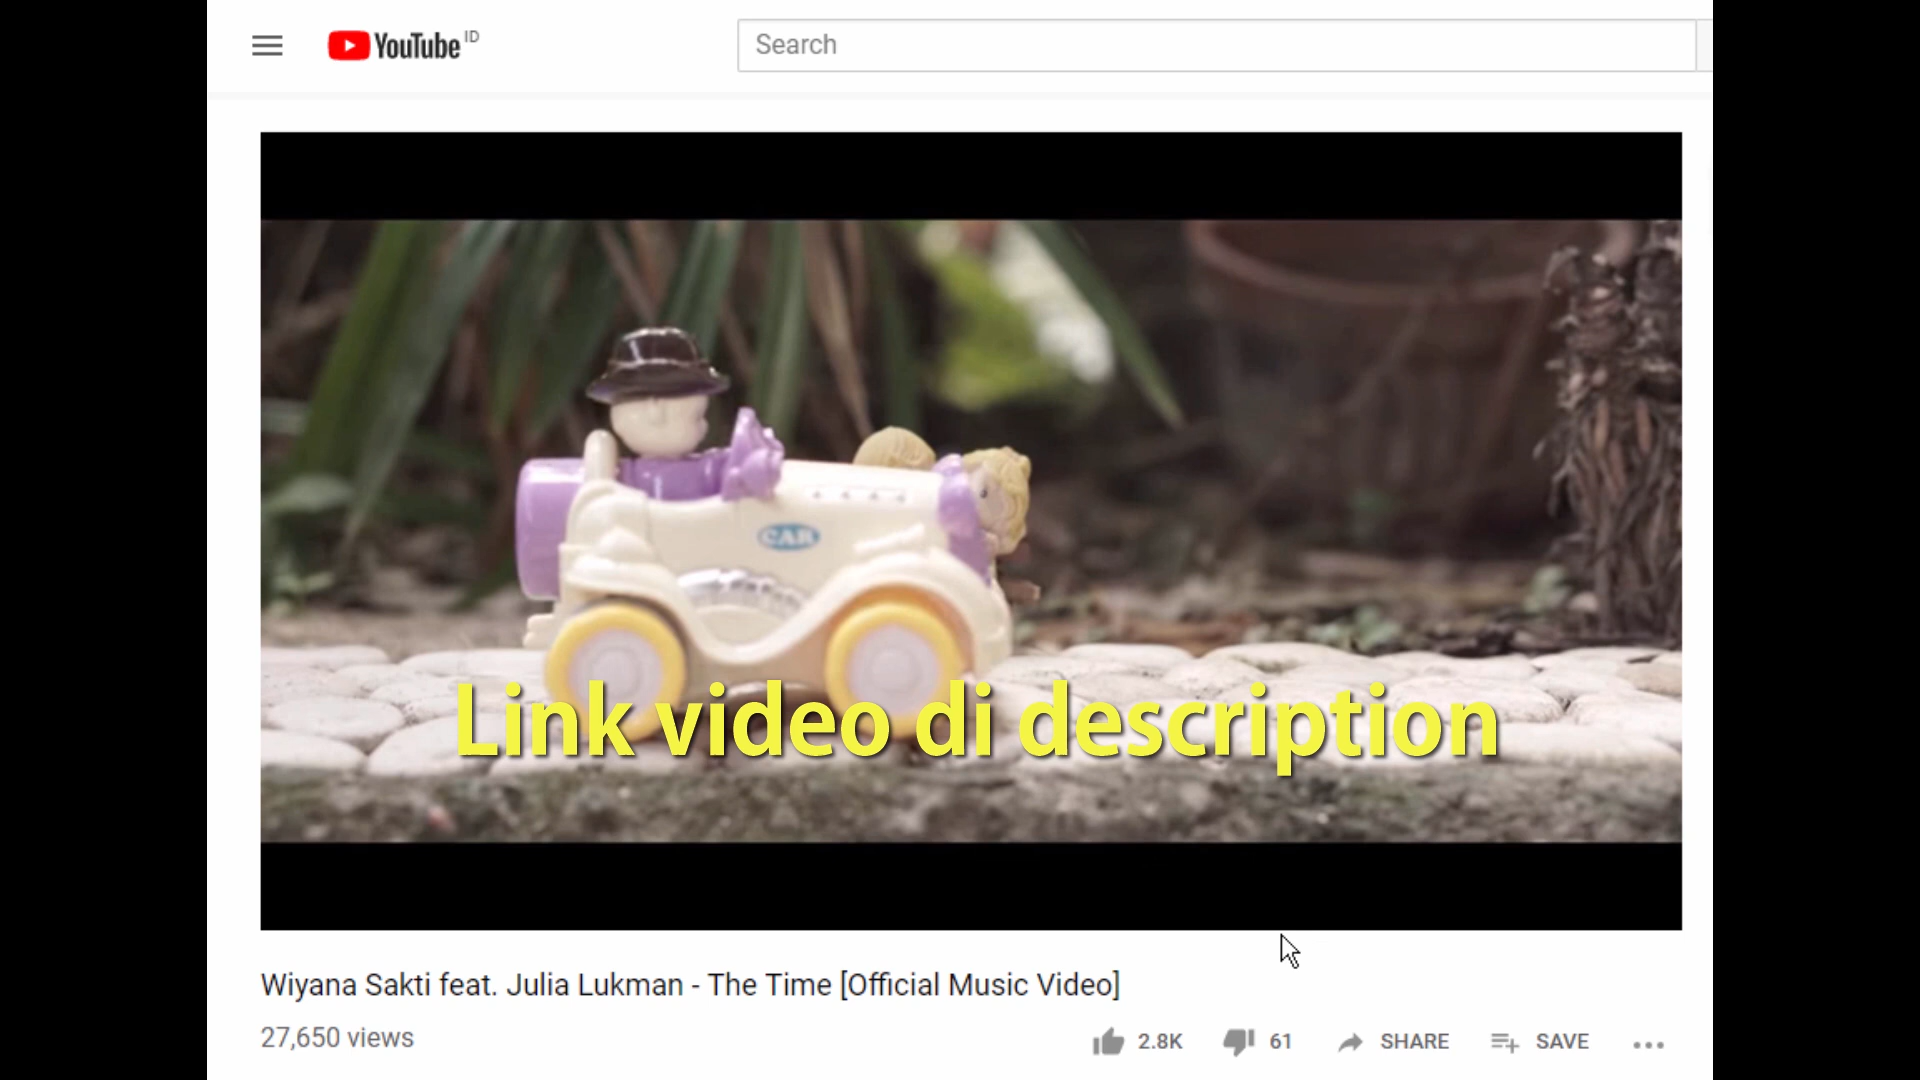 YouTube ID
Search
CAR
Link video di description
Wiyana Sakti feat. Julia Lukman - The Time [Official Music Video]
27,650 views
2.8K
61
SHARE
SAVE